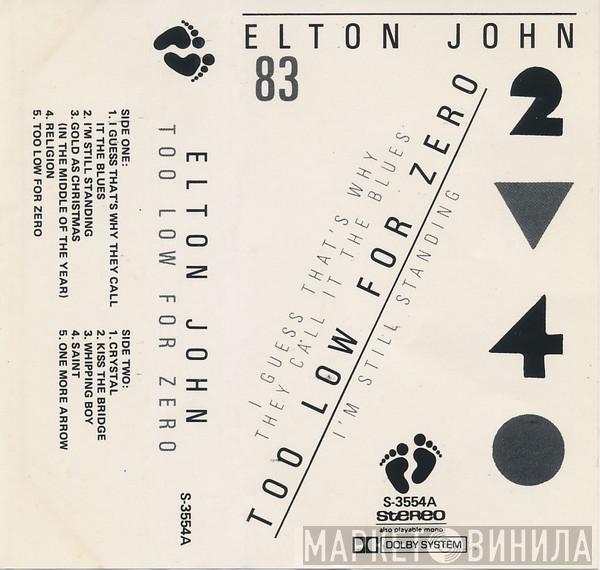 ELTON JOHN
83
2
4
I GUESS THAT'S WHY
THEY CALL IT THE BLUES
TOO LOW FOR ZERO
I'M STILL STANDING
S-3554A
stereo
also playable mono
DOLBY SYSTEM
ELTON JOHN
TOO LOW FOR ZERO
S-3554A
SIDE ONE:
1. I GUESS THAT'S WHY THEY CALL
IT THE BLUES
2. I'M STILL STANDING
3. GOLD AS CHRISTMAS
(IN THE MIDDLE OF THE YEAR)
4. RELIGION
5. TOO LOW FOR ZERO
SIDE TWO:
1. CRYSTAL
2. KISS THE BRIDGE
3. WHIPPING BOY
4. SAINT
5. ONE MORE ARROW
МАРКЕТ ВИНИЛА